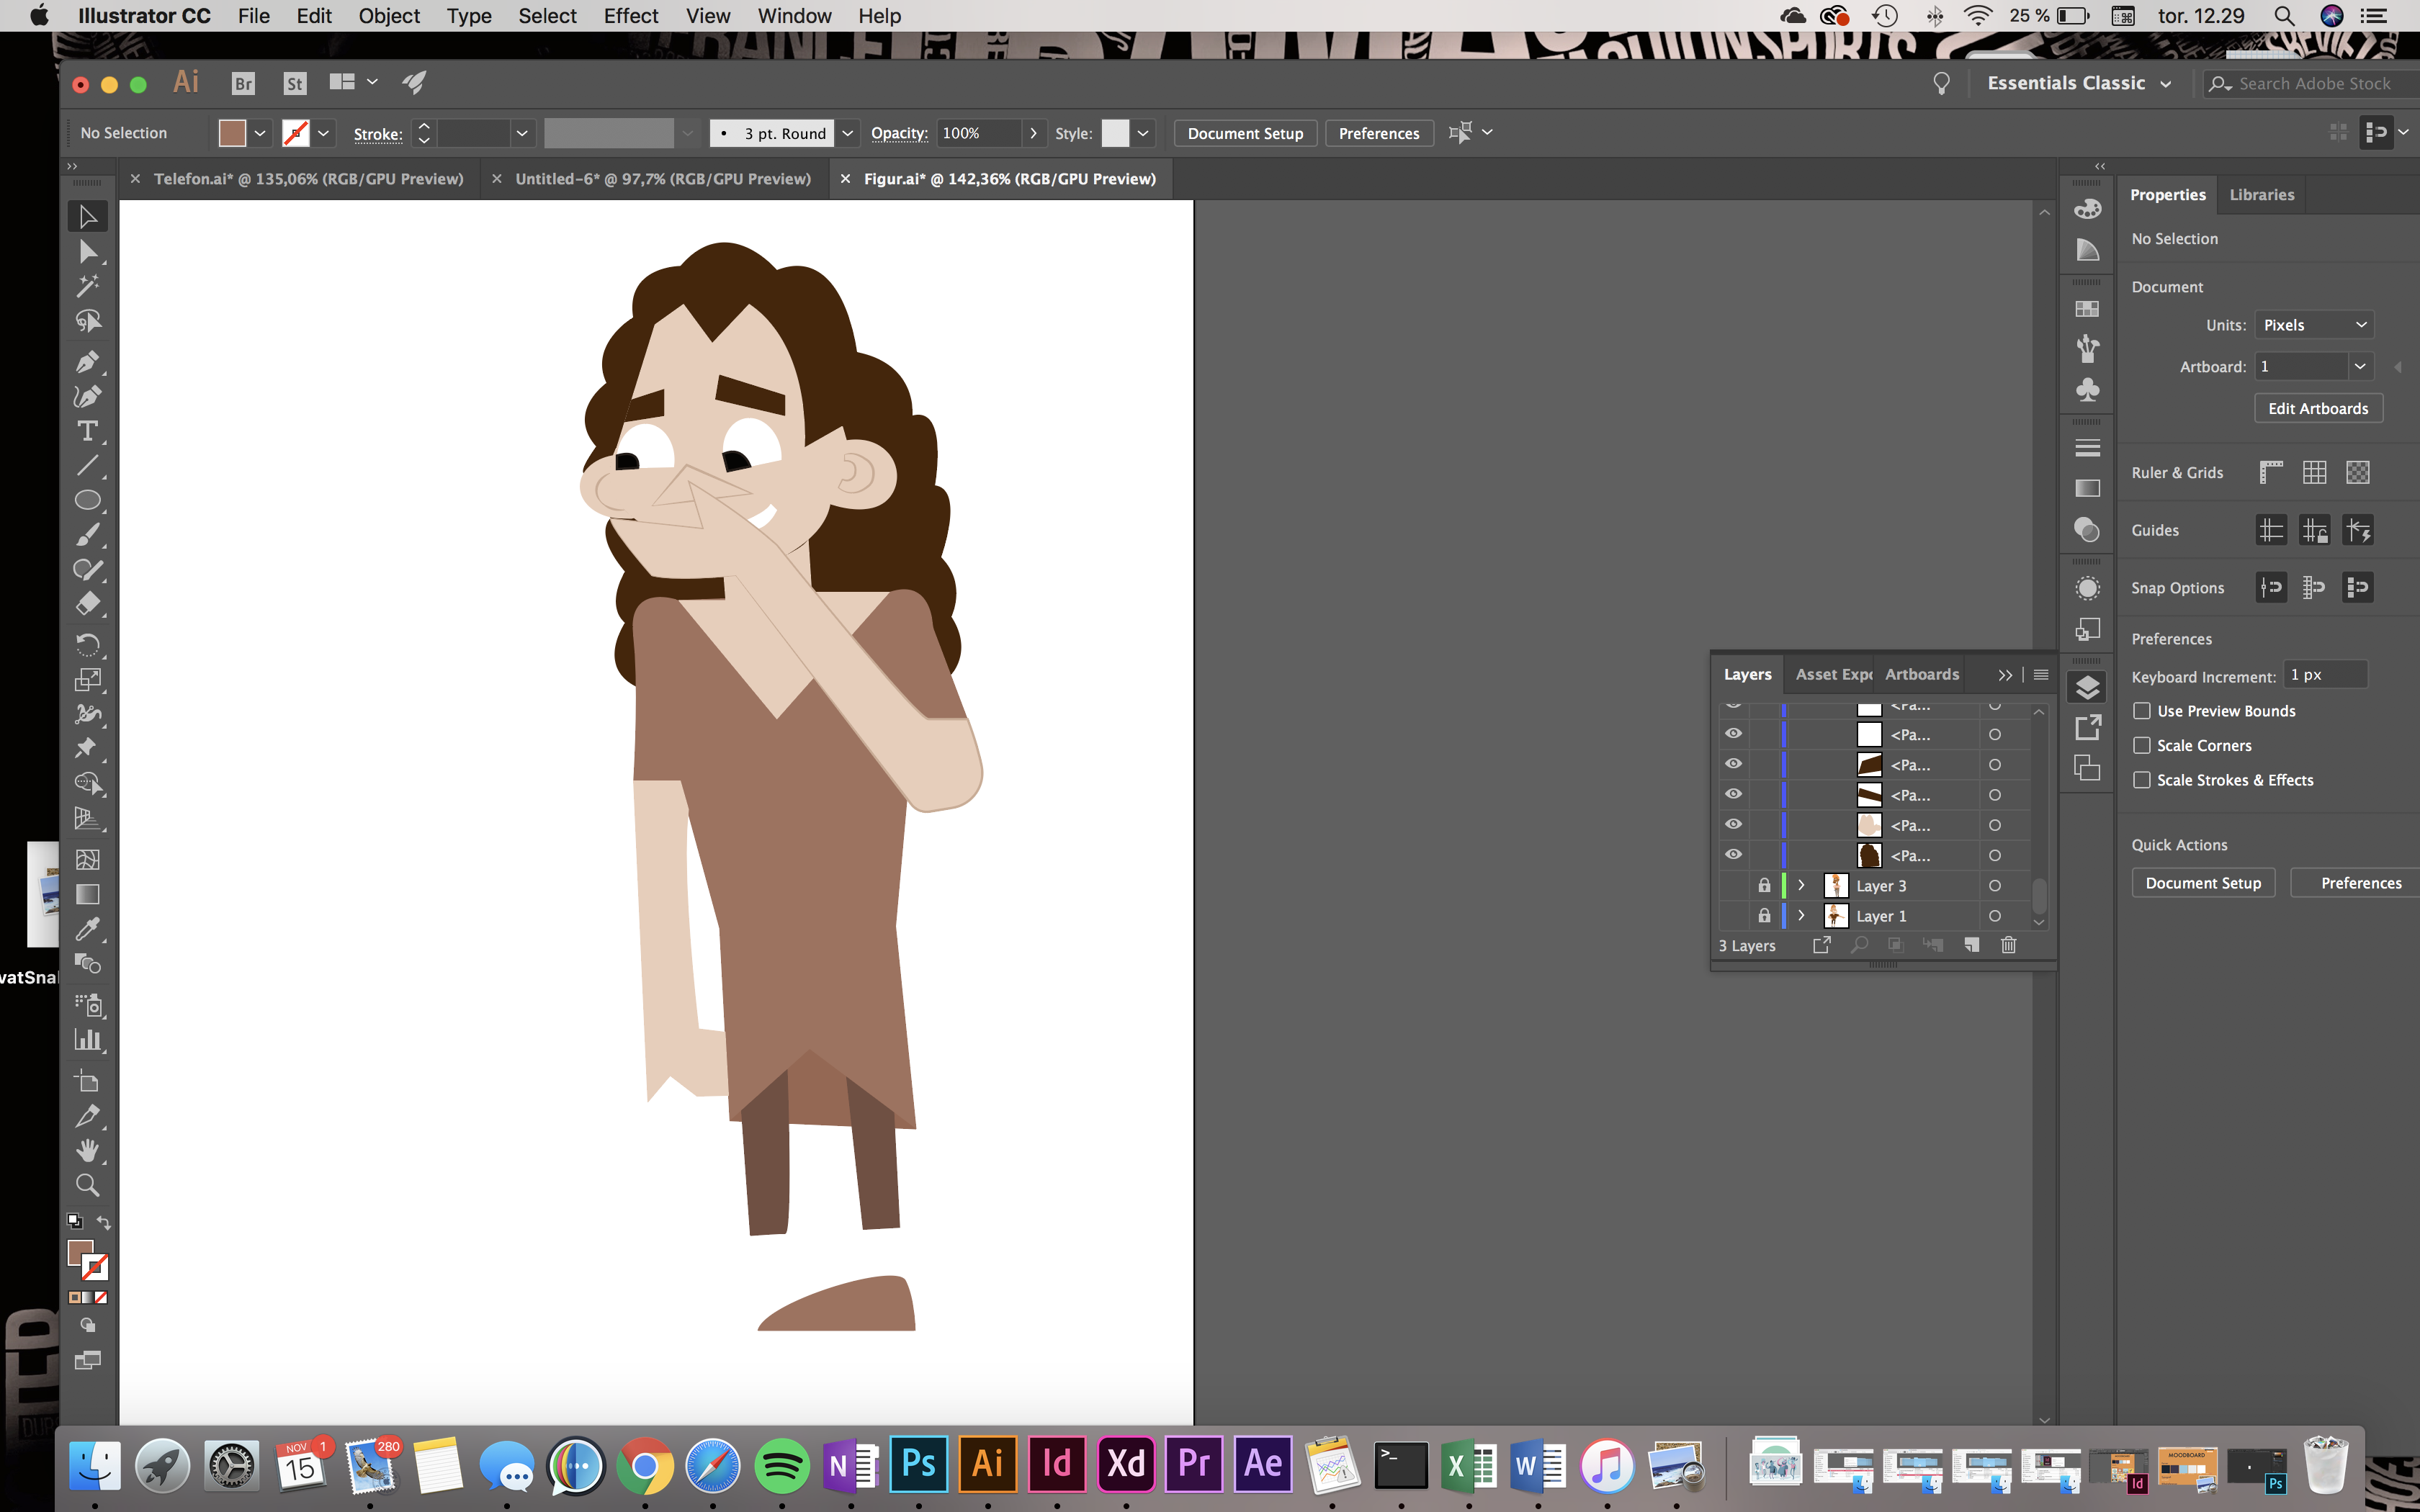 Illustrator CC File Edit Object Type Select Effect View Window Help
25 % tor. 12.29
Ai Br St Essentials Classic Search Adobe Stock
No Selection Stroke: 3 pt. Round Opacity: 100% Style: Document Setup Preferences
Telefon.ai* @ 135,06% (RGB/GPU Preview) Untitled-6* @ 97,7% (RGB/GPU Preview) Figur.ai* @ 142,36% (RGB/GPU Preview)
Properties Libraries
No Selection
Document
Units: Pixels
Artboard: 1
Edit Artboards
Ruler & Grids
Guides
Snap Options
Preferences
Keyboard Increment: 1 px
Use Preview Bounds
Scale Corners
Scale Strokes & Effects
Quick Actions
Document Setup Preferences
Layers Asset Expo Artboards
<Pa...
<Pa...
<Pa...
<Pa...
<Pa...
<Pa...
Layer 3
Layer 1
3 Layers
vatSna
NOV 1
15
280
N Ps Ai Id Xd Pr Ae >_ X W
MOODBOARD
Id Ps